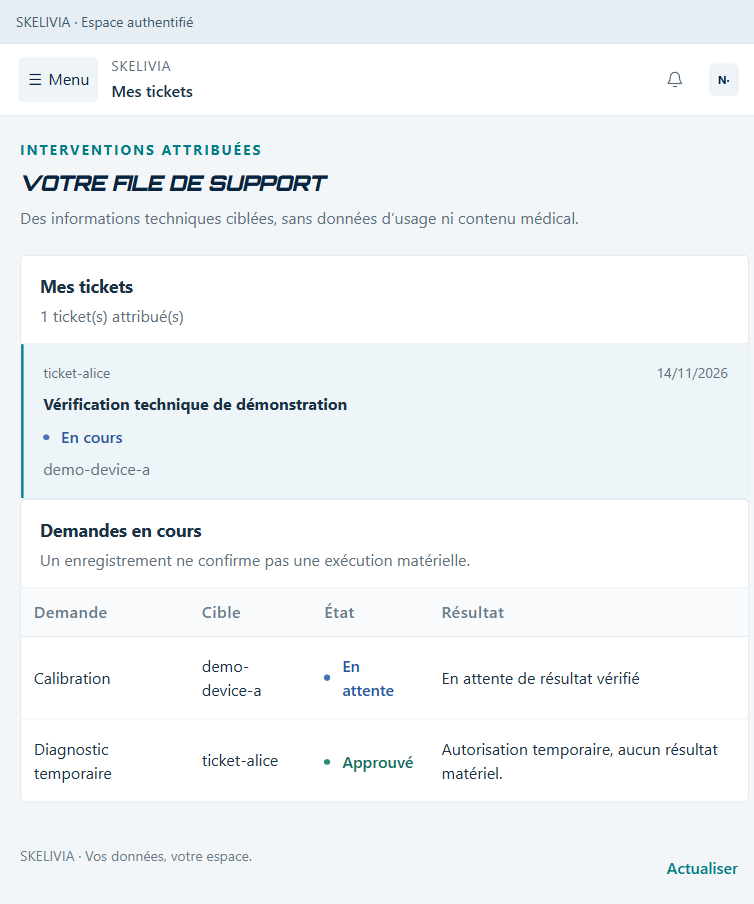 SKELIVIA · Espace authentifié
☰ Menu
SKELIVIA
Mes tickets
N·
INTERVENTIONS ATTRIBUÉES
VOTRE FILE DE SUPPORT
Des informations techniques ciblées, sans données d’usage ni contenu médical.
Mes tickets
1 ticket(s) attribué(s)
ticket-alice
14/11/2026
Vérification technique de démonstration
En cours
demo-device-a
Demandes en cours
Un enregistrement ne confirme pas une exécution matérielle.
Demande Cible État Résultat
Calibration
demo-
device-a
En
attente
En attente de résultat vérifié
Diagnostic
temporaire
ticket-alice
Approuvé
Autorisation temporaire, aucun résultat
matériel.
SKELIVIA · Vos données, votre espace.
Actualiser